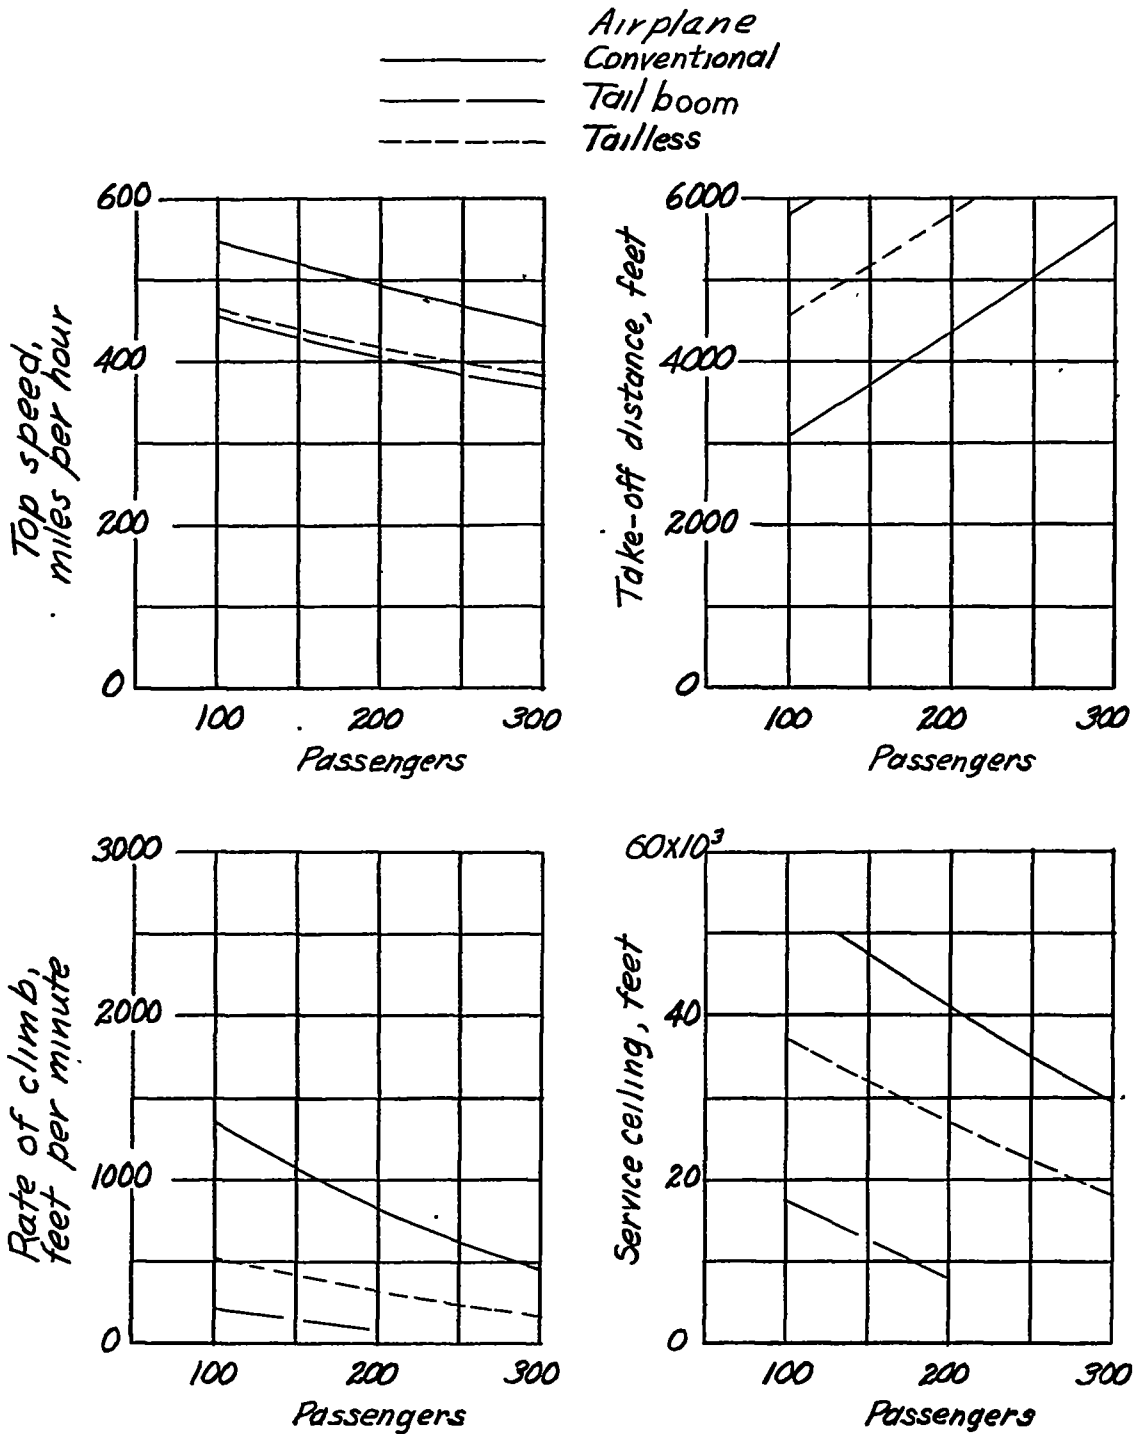 Airplane
Conventional
Tail boom
Tailless
600
400
200
0
Top speed,
miles per hour
100 200 300
Passengers
6000
4000
2000
0
Take-off distance, feet
100 200 300
Passengers
3000
2000
1000
0
Rate of climb,
feet per minute
100 200 300
Passengers
60x10³
40
20
0
Service ceiling, feet
100 200 300
Passengers